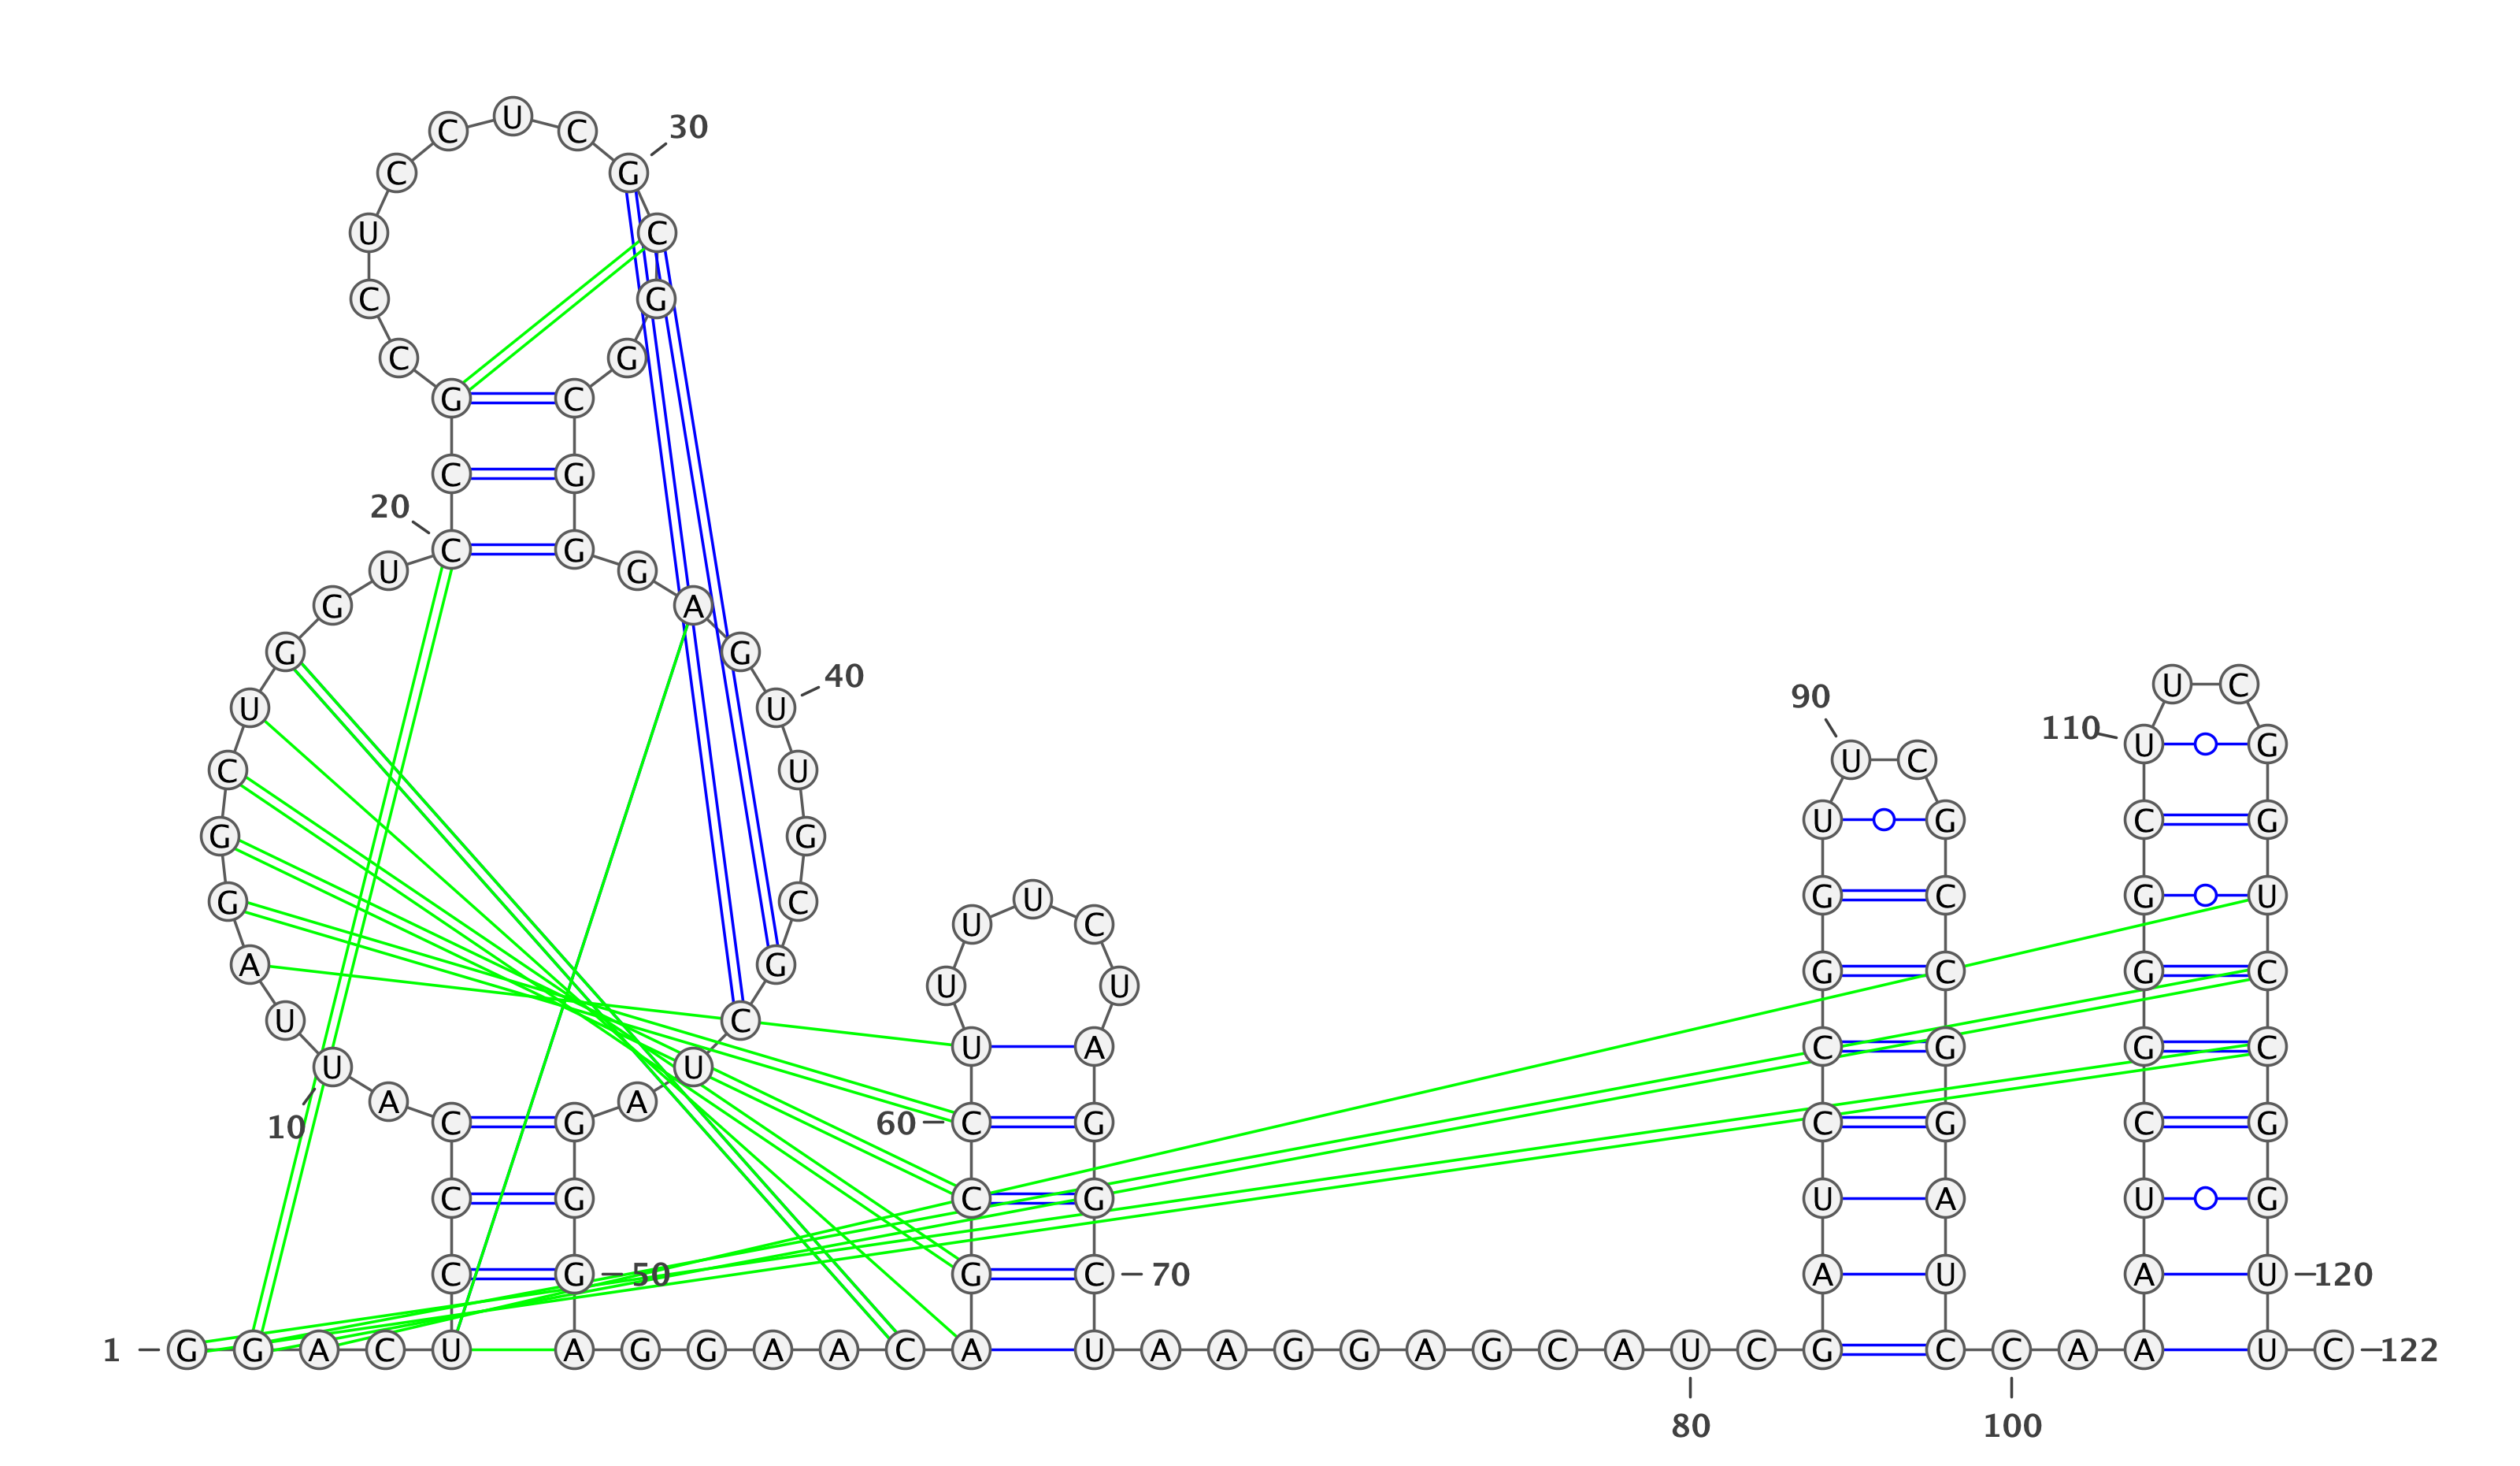 U
C C 30
C G
U C
C G
C G
G C
C G
20
C G
U G
G A
G G
40
U C
90
U U
110 U G
U C
C U
U G C G
G G
U C
G C G U
G C
U U C
A G G C G C
U U
U C
U A C G G C
U U
A A
10 C G 60 C G C G C G
C G C G U A U G
C G 50 G C 70 A U A U 120
1 G G A C U A G G A A C A U A A G G A G C A U C G C C A A U C 122
80 100